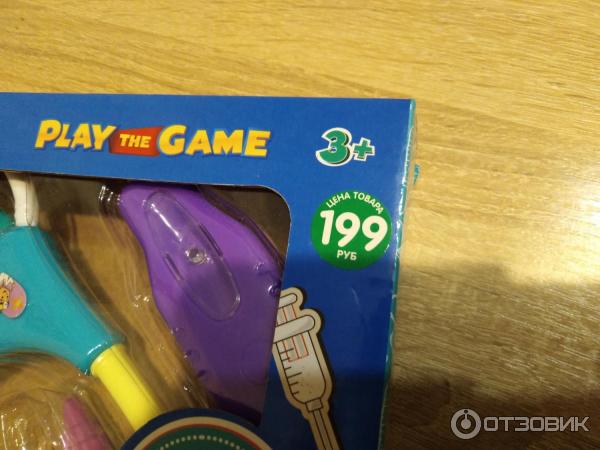 PLAY THE GAME
3+
ЦЕНА ТОВАРА
199
РУБ
ОТЗОВИК